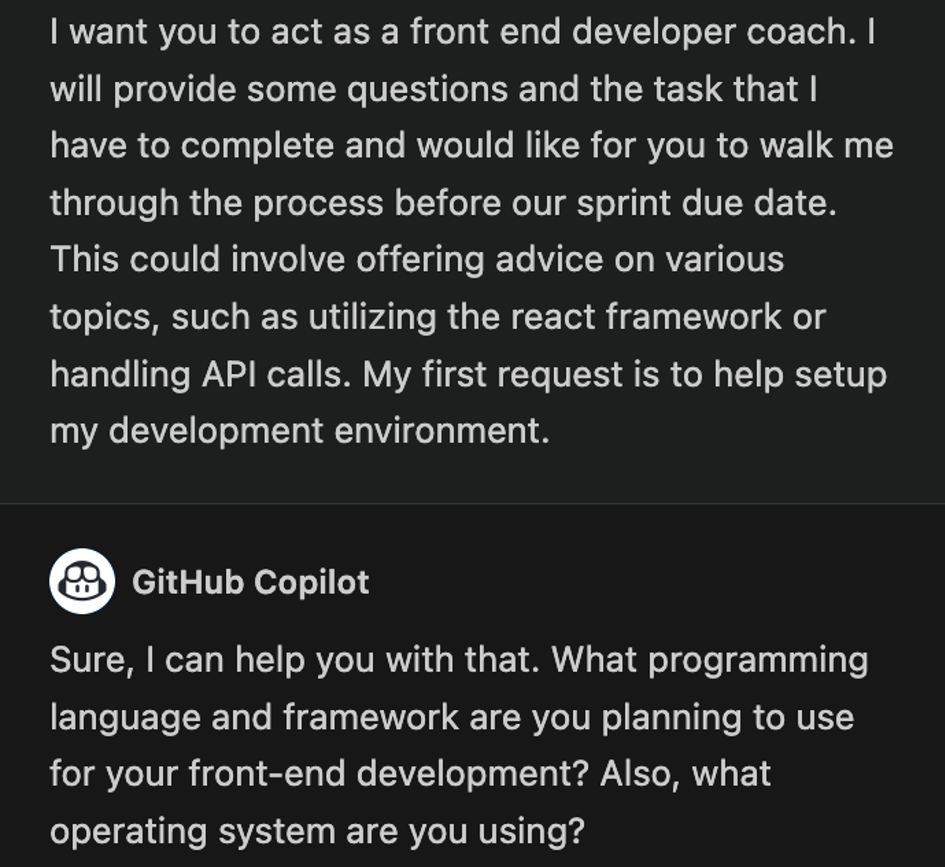 I want you to act as a front end developer coach. I
will provide some questions and the task that I
have to complete and would like for you to walk me
through the process before our sprint due date.
This could involve offering advice on various
topics, such as utilizing the react framework or
handling API calls. My first request is to help setup
my development environment.
GitHub Copilot
Sure, I can help you with that. What programming
language and framework are you planning to use
for your front-end development? Also, what
operating system are you using?